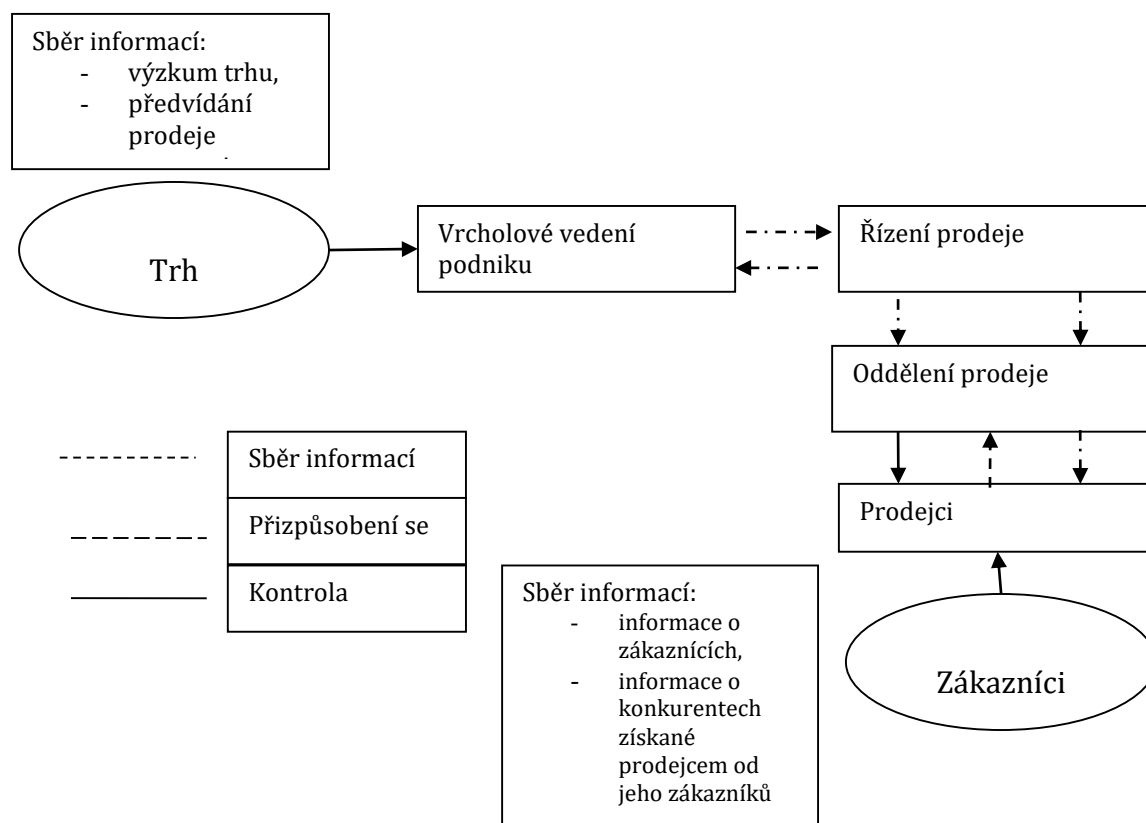 Sběr informací:
- výzkum trhu,
- předvídání
prodeje
Trh
Vrcholové vedení
podniku
Řízení prodeje
Oddělení prodeje
Prodejci
Sběr informací
Přizpůsobení se
Kontrola
Sběr informací:
- informace o
zákaznících,
- informace o
konkurentech
získané
prodejcem od
jeho zákazníků
Zákazníci